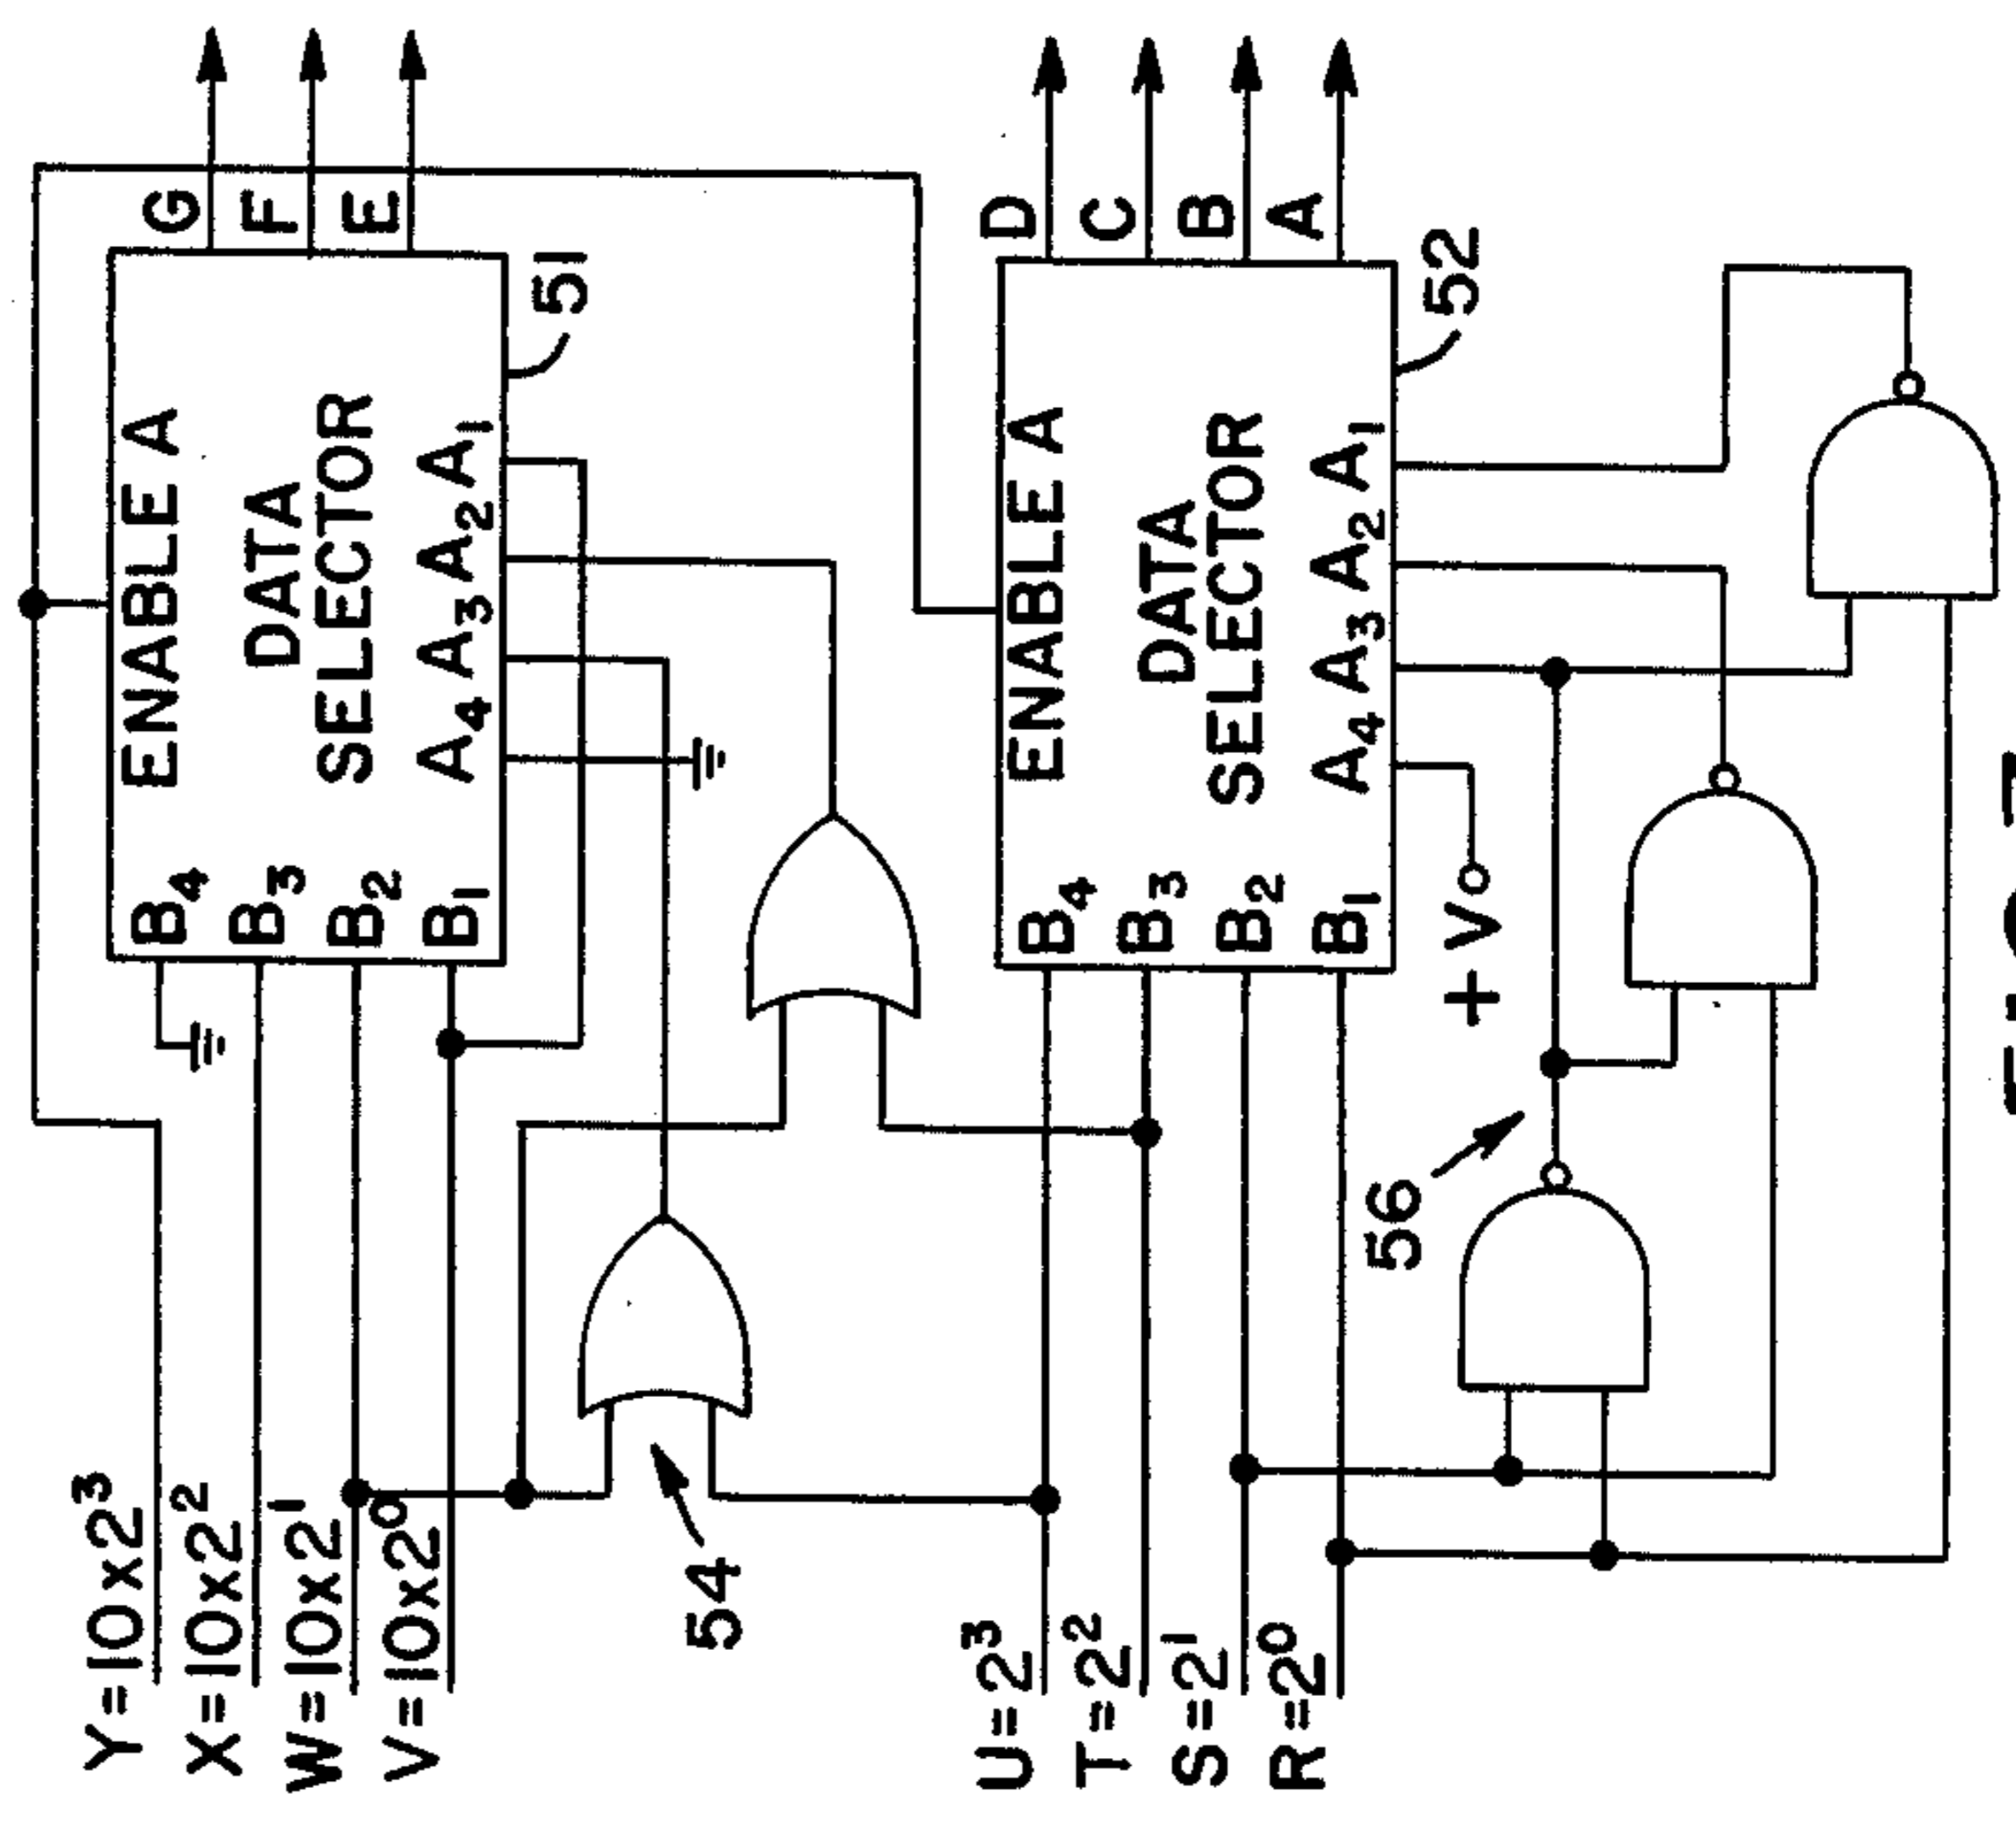 Y=10x2³
X=10x2²
W=10x2¹
V=10x2⁰
B₄
B₃
B₂
B₁
ENABLE A
DATA
SELECTOR
A₄ A₃ A₂ A₁
G
F
E
51
54
U=2³
T=2²
S=2¹
R=2⁰
B₄
B₃
B₂
B₁
ENABLE A
DATA
SELECTOR
A₄ A₃ A₂ A₁
D
C
B
A
52
+V
56